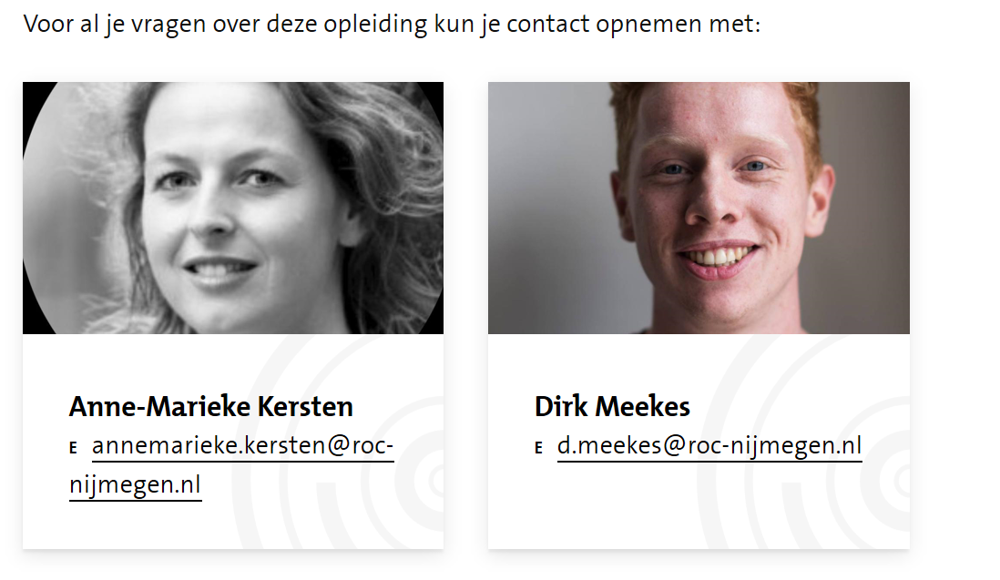 Voor al je vragen over deze opleiding kun je contact opnemen met:
Anne-Marieke Kersten
E annemarieke.kersten@roc-
nijmegen.nl
Dirk Meekes
E d.meekes@roc-nijmegen.nl